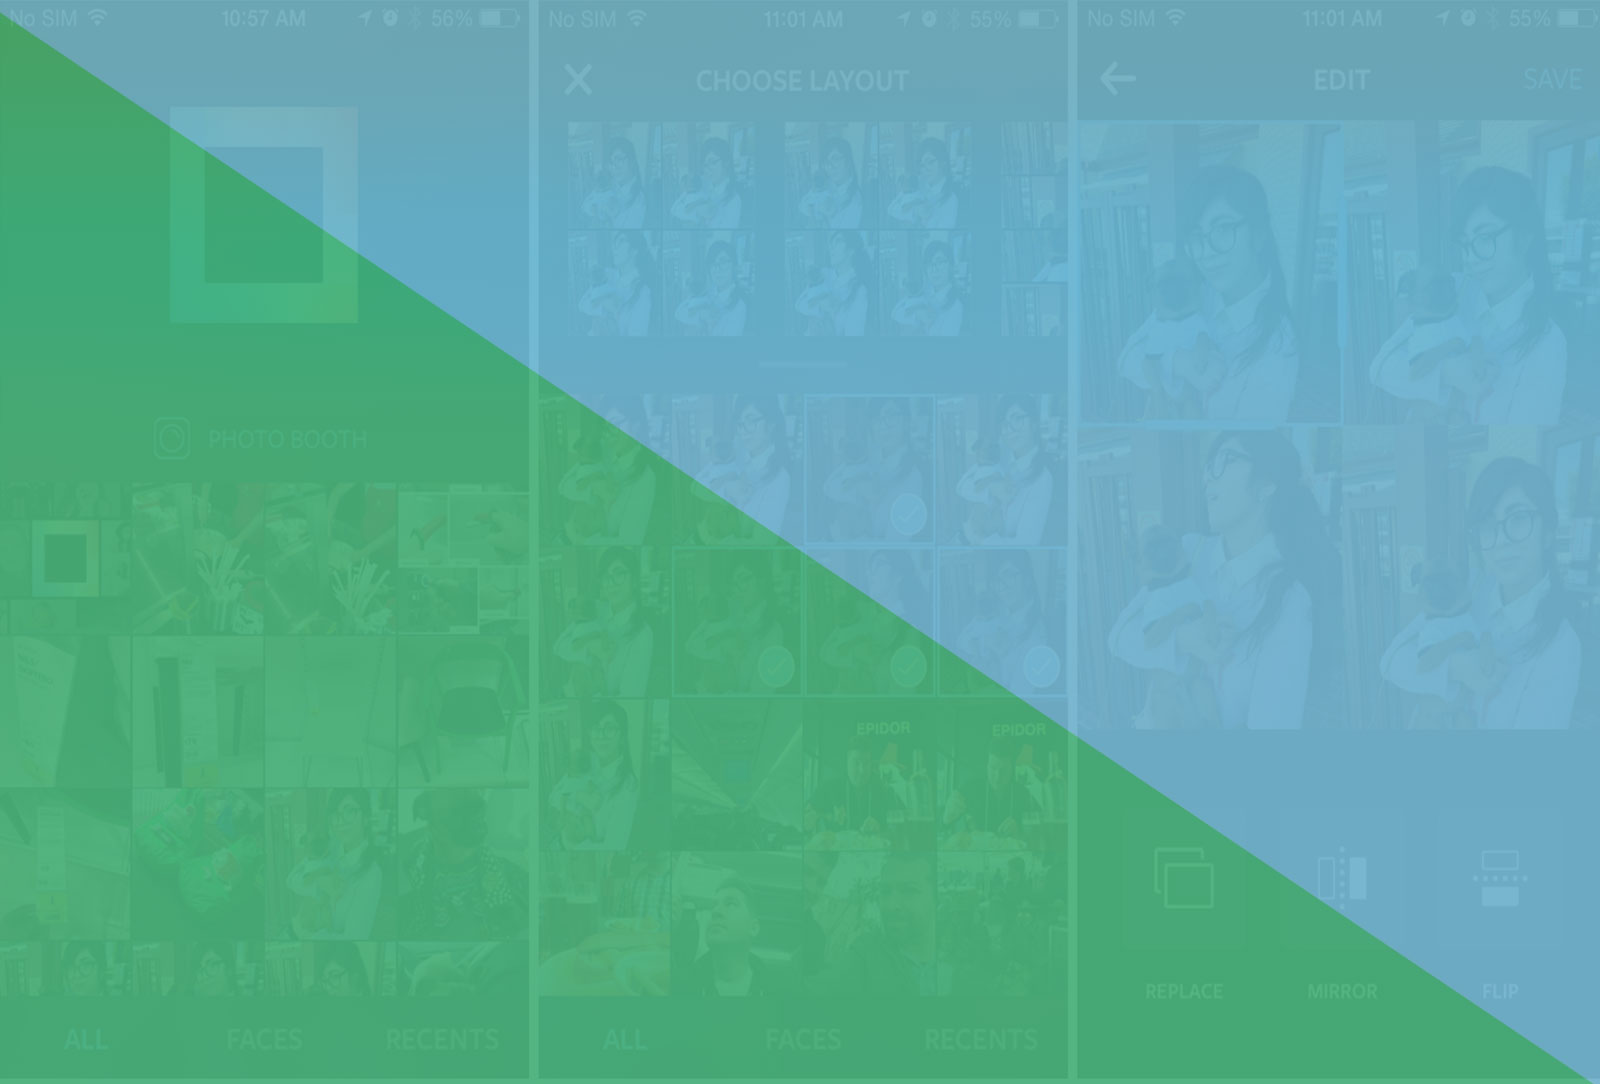 No SIM 10:57 AM 56%
PHOTO BOOTH
ALL FACES RECENTS
No SIM 11:01 AM 55%
CHOOSE LAYOUT
EPIDOR EPIDOR
ALL FACES RECENTS
No SIM 11:01 AM 55%
EDIT SAVE
REPLACE MIRROR FLIP